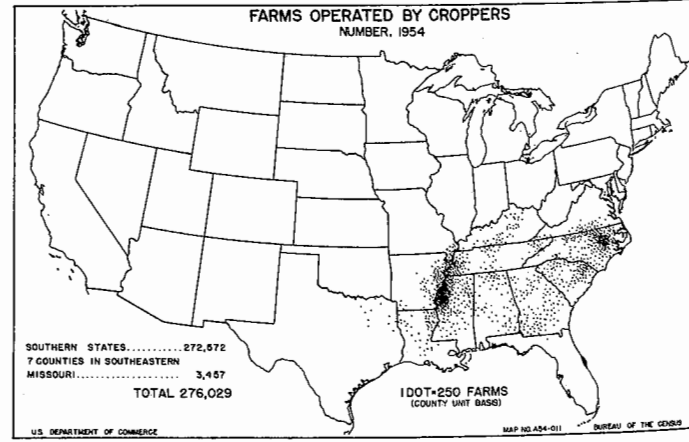 FARMS OPERATED BY CROPPERS
NUMBER, 1954
SOUTHERN STATES...........272,572
7 COUNTIES IN SOUTHEASTERN
MISSOURI.................... 3,457
TOTAL 276,029
1 DOT=250 FARMS
(COUNTY UNIT BASIS)
U.S. DEPARTMENT OF COMMERCE
MAP NO. A54-011
BUREAU OF THE CENSUS